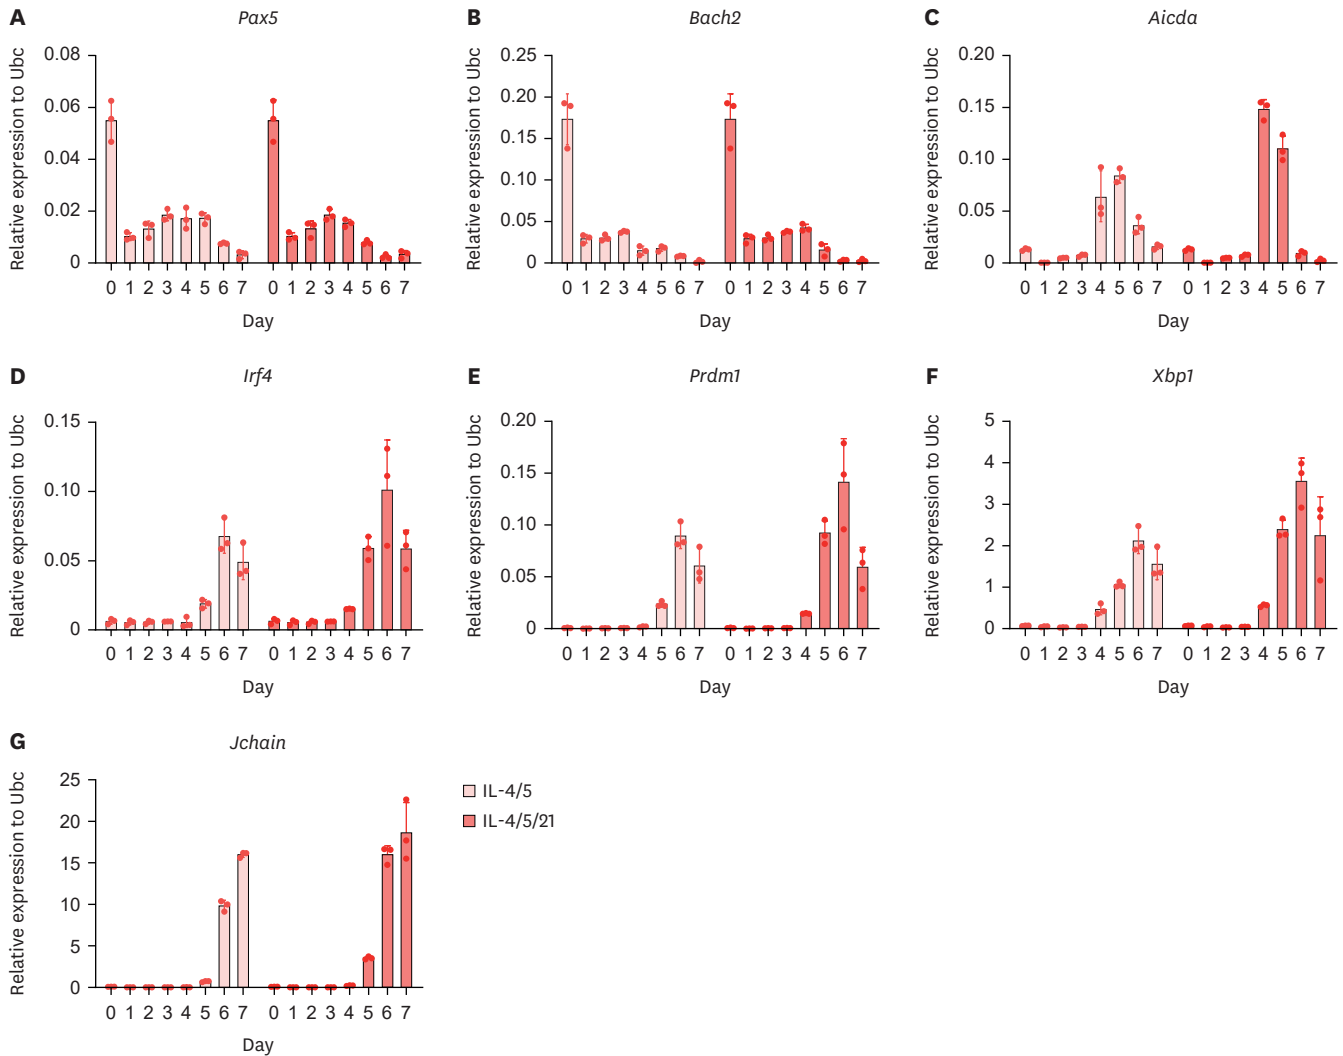 A
Pax5
Relative expression to Ubc
0.08
0.06
0.04
0.02
0
0 1 2 3 4 5 6 7 0 1 2 3 4 5 6 7
Day
B
Bach2
Relative expression to Ubc
0.25
0.20
0.15
0.10
0.05
0
0 1 2 3 4 5 6 7 0 1 2 3 4 5 6 7
Day
C
Aicda
Relative expression to Ubc
0.20
0.15
0.10
0.05
0
0 1 2 3 4 5 6 7 0 1 2 3 4 5 6 7
Day
D
Irf4
Relative expression to Ubc
0.15
0.10
0.05
0
0 1 2 3 4 5 6 7 0 1 2 3 4 5 6 7
Day
E
Prdm1
Relative expression to Ubc
0.20
0.15
0.10
0.05
0
0 1 2 3 4 5 6 7 0 1 2 3 4 5 6 7
Day
F
Xbp1
Relative expression to Ubc
5
4
3
2
1
0
0 1 2 3 4 5 6 7 0 1 2 3 4 5 6 7
Day
G
Jchain
Relative expression to Ubc
25
20
15
10
5
0
0 1 2 3 4 5 6 7 0 1 2 3 4 5 6 7
Day
IL-4/5
IL-4/5/21